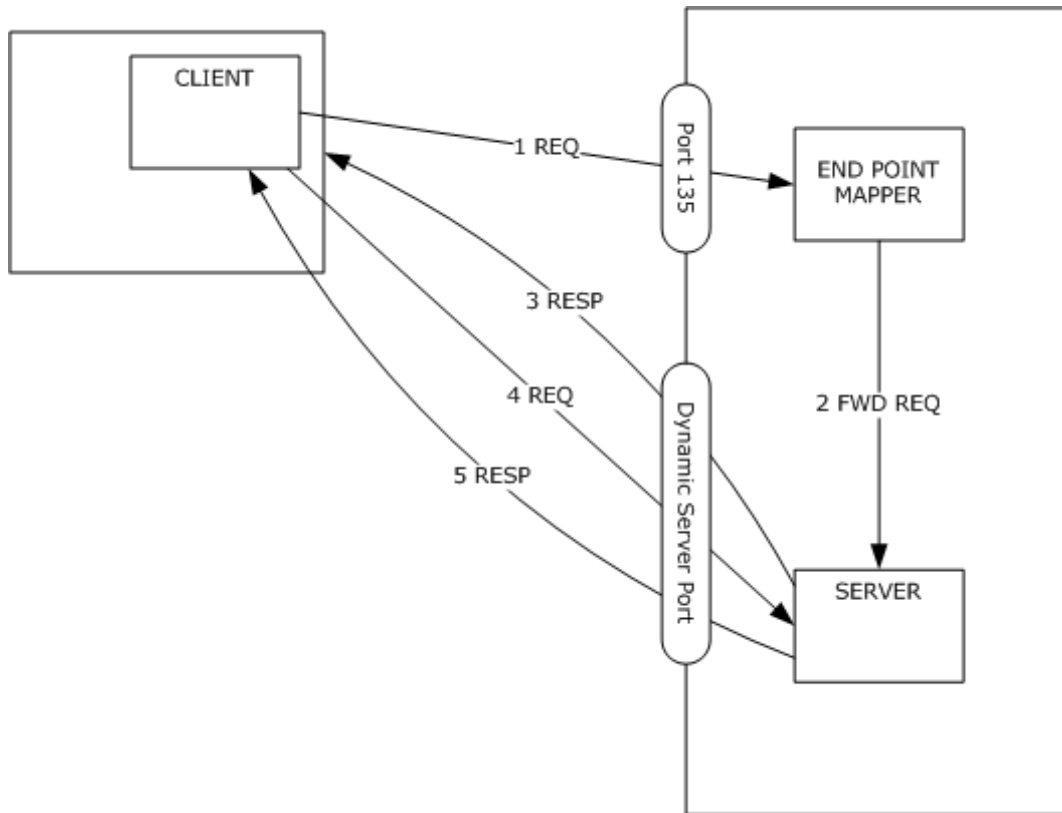 CLIENT
1 REQ
Port 135
END POINT
MAPPER
3 RESP
4 REQ
2 FWD REQ
5 RESP
Dynamic Server Port
SERVER